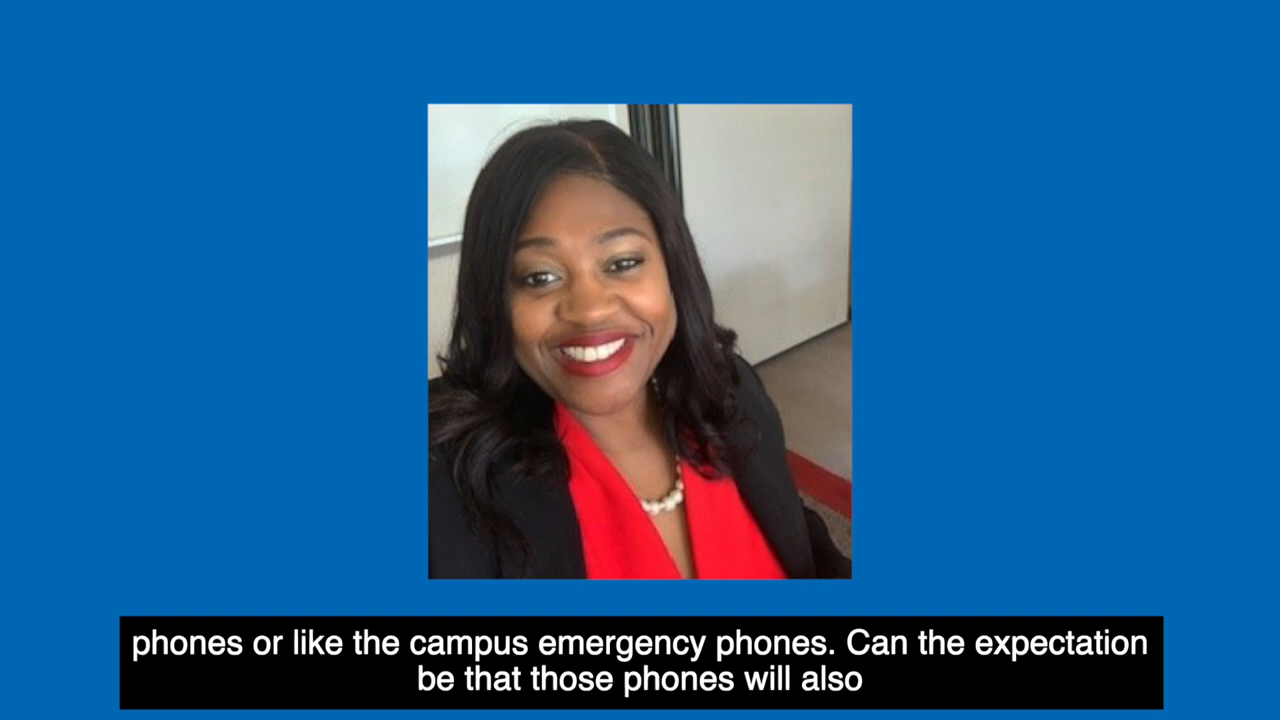 phones or like the campus emergency phones. Can the expectation
be that those phones will also